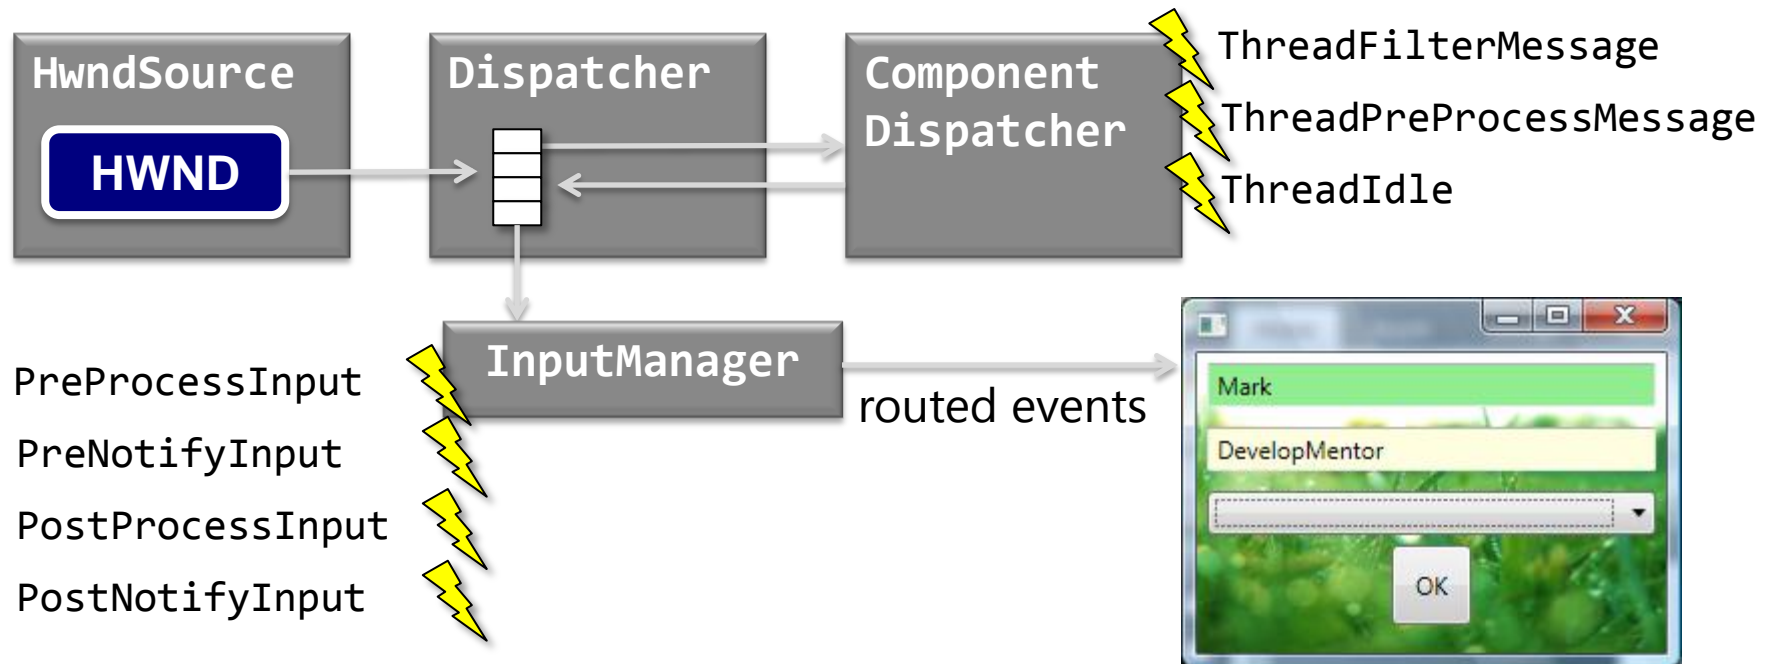 HwndSource
HWND
Dispatcher
Component
Dispatcher
ThreadFilterMessage
ThreadPreProcessMessage
ThreadIdle
InputManager
routed events
PreProcessInput
PreNotifyInput
PostProcessInput
PostNotifyInput
Mark
DevelopMentor
OK